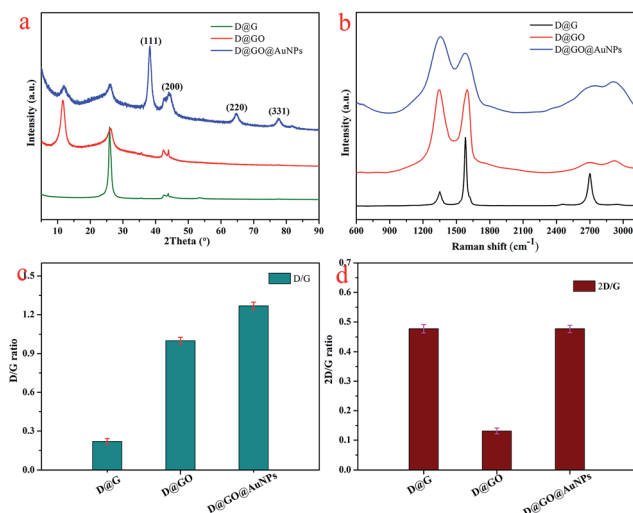 a
D@G
D@GO
D@GO@AuNPs
(111)
(200)
(220)
(331)
Intensity (a.u.)
10 20 30 40 50 60 70 80 90
2Theta (°)
b
D@G
D@GO
D@GO@AuNPs
Intensity (a.u.)
600 900 1200 1500 1800 2100 2400 2700 3000
Raman shift (cm-1)
c
D/G
1.5
1.2
0.9
0.6
0.3
0.0
D/G ratio
D@G
D@GO
D@GO@AuNPs
d
2D/G
0.7
0.6
0.5
0.4
0.3
0.2
0.1
0.0
2D/G ratio
D@G
D@GO
D@GO@AuNPs